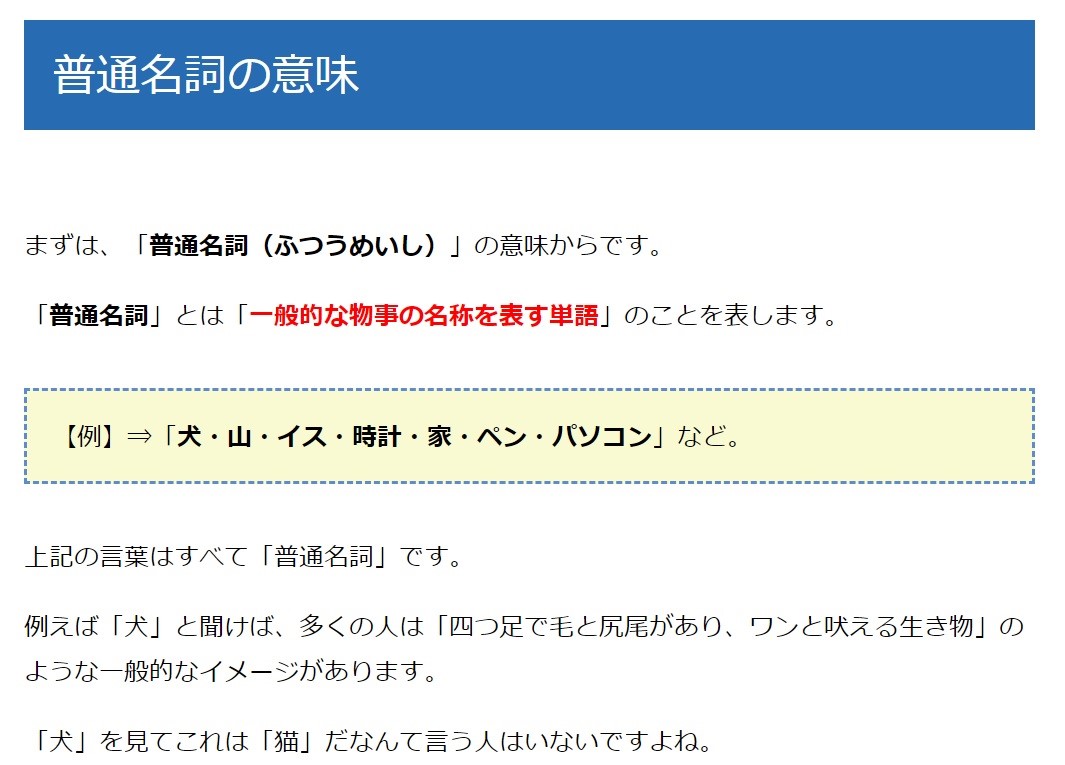 普通名詞の意味
まずは、「普通名詞（ふつうめいし）」の意味からです。
「普通名詞」とは「一般的な物事の名称を表す単語」のことを表します。
【例】⇒「犬・山・イス・時計・家・ペン・パソコン」など。
上記の言葉はすべて「普通名詞」です。
例えば「犬」と聞けば、多くの人は「四つ足で毛と尻尾があり、ワンと吠える生き物」の
ような一般的なイメージがあります。
「犬」を見てこれは「猫」だなんて言う人はいないですよね。